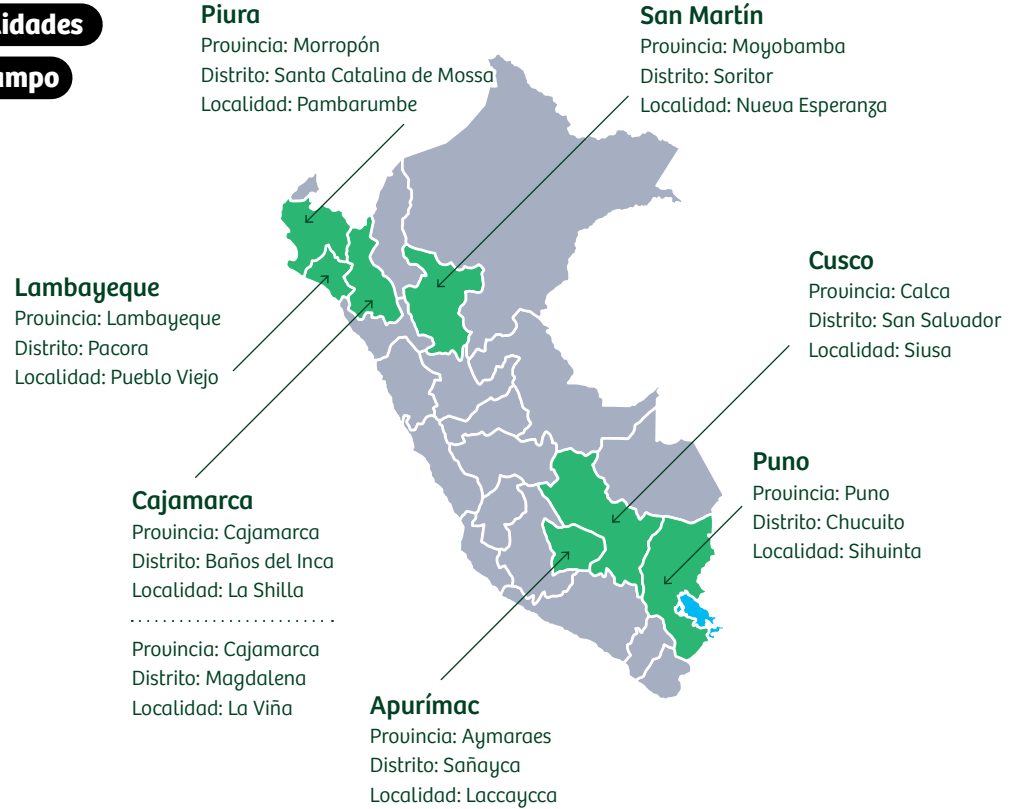 idades
mpo
Piura
Provincia: Morropón
Distrito: Santa Catalina de Mossa
Localidad: Pambarumbe
San Martín
Provincia: Moyobamba
Distrito: Soritor
Localidad: Nueva Esperanza
Lambayeque
Provincia: Lambayeque
Distrito: Pacora
Localidad: Pueblo Viejo
Cusco
Provincia: Calca
Distrito: San Salvador
Localidad: Siusa
Cajamarca
Provincia: Cajamarca
Distrito: Baños del Inca
Localidad: La Shilla
Provincia: Cajamarca
Distrito: Magdalena
Localidad: La Viña
Puno
Provincia: Puno
Distrito: Chucuito
Localidad: Sihuinta
Apurímac
Provincia: Aymaraes
Distrito: Sañayca
Localidad: Laccaycca